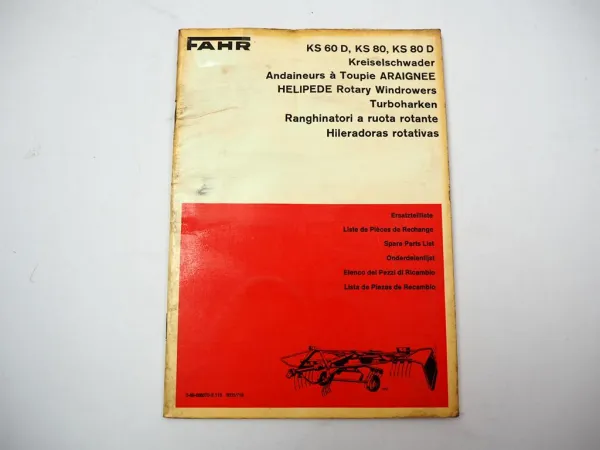 FAHR
KS 60 D, KS 80, KS 80 D
Kreiselschwader
Andaineurs à Toupie ARAIGNEE
HELIPEDE Rotary Windrowers
Turboharken
Ranghinatori a ruota rotante
Hileradoras rotativas
Ersatzteilliste
Liste de Pièces de Rechange
Spare Parts List
Onderdelenlijst
Elenco dei Pezzi di Ricambio
Lista de Piezas de Recambio